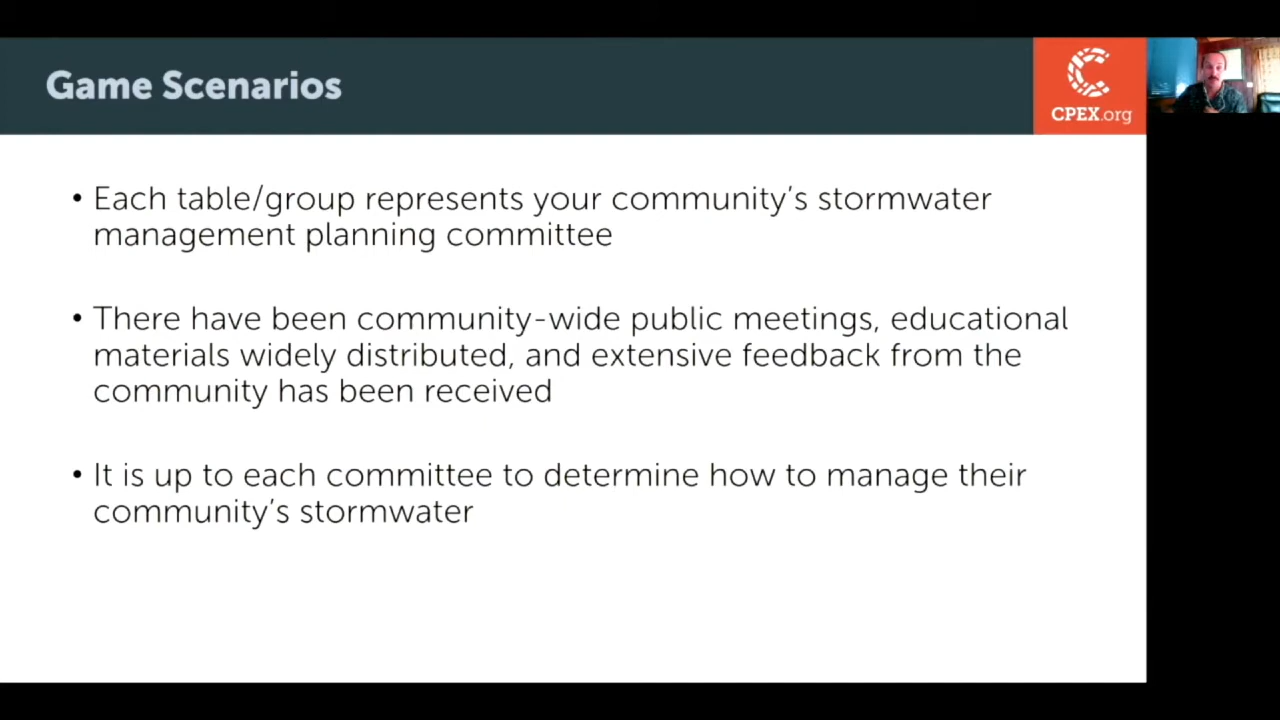 Game Scenarios
CPEX.org
• Each table/group represents your community’s stormwater
management planning committee
• There have been community-wide public meetings, educational
materials widely distributed, and extensive feedback from the
community has been received
• It is up to each committee to determine how to manage their
community’s stormwater